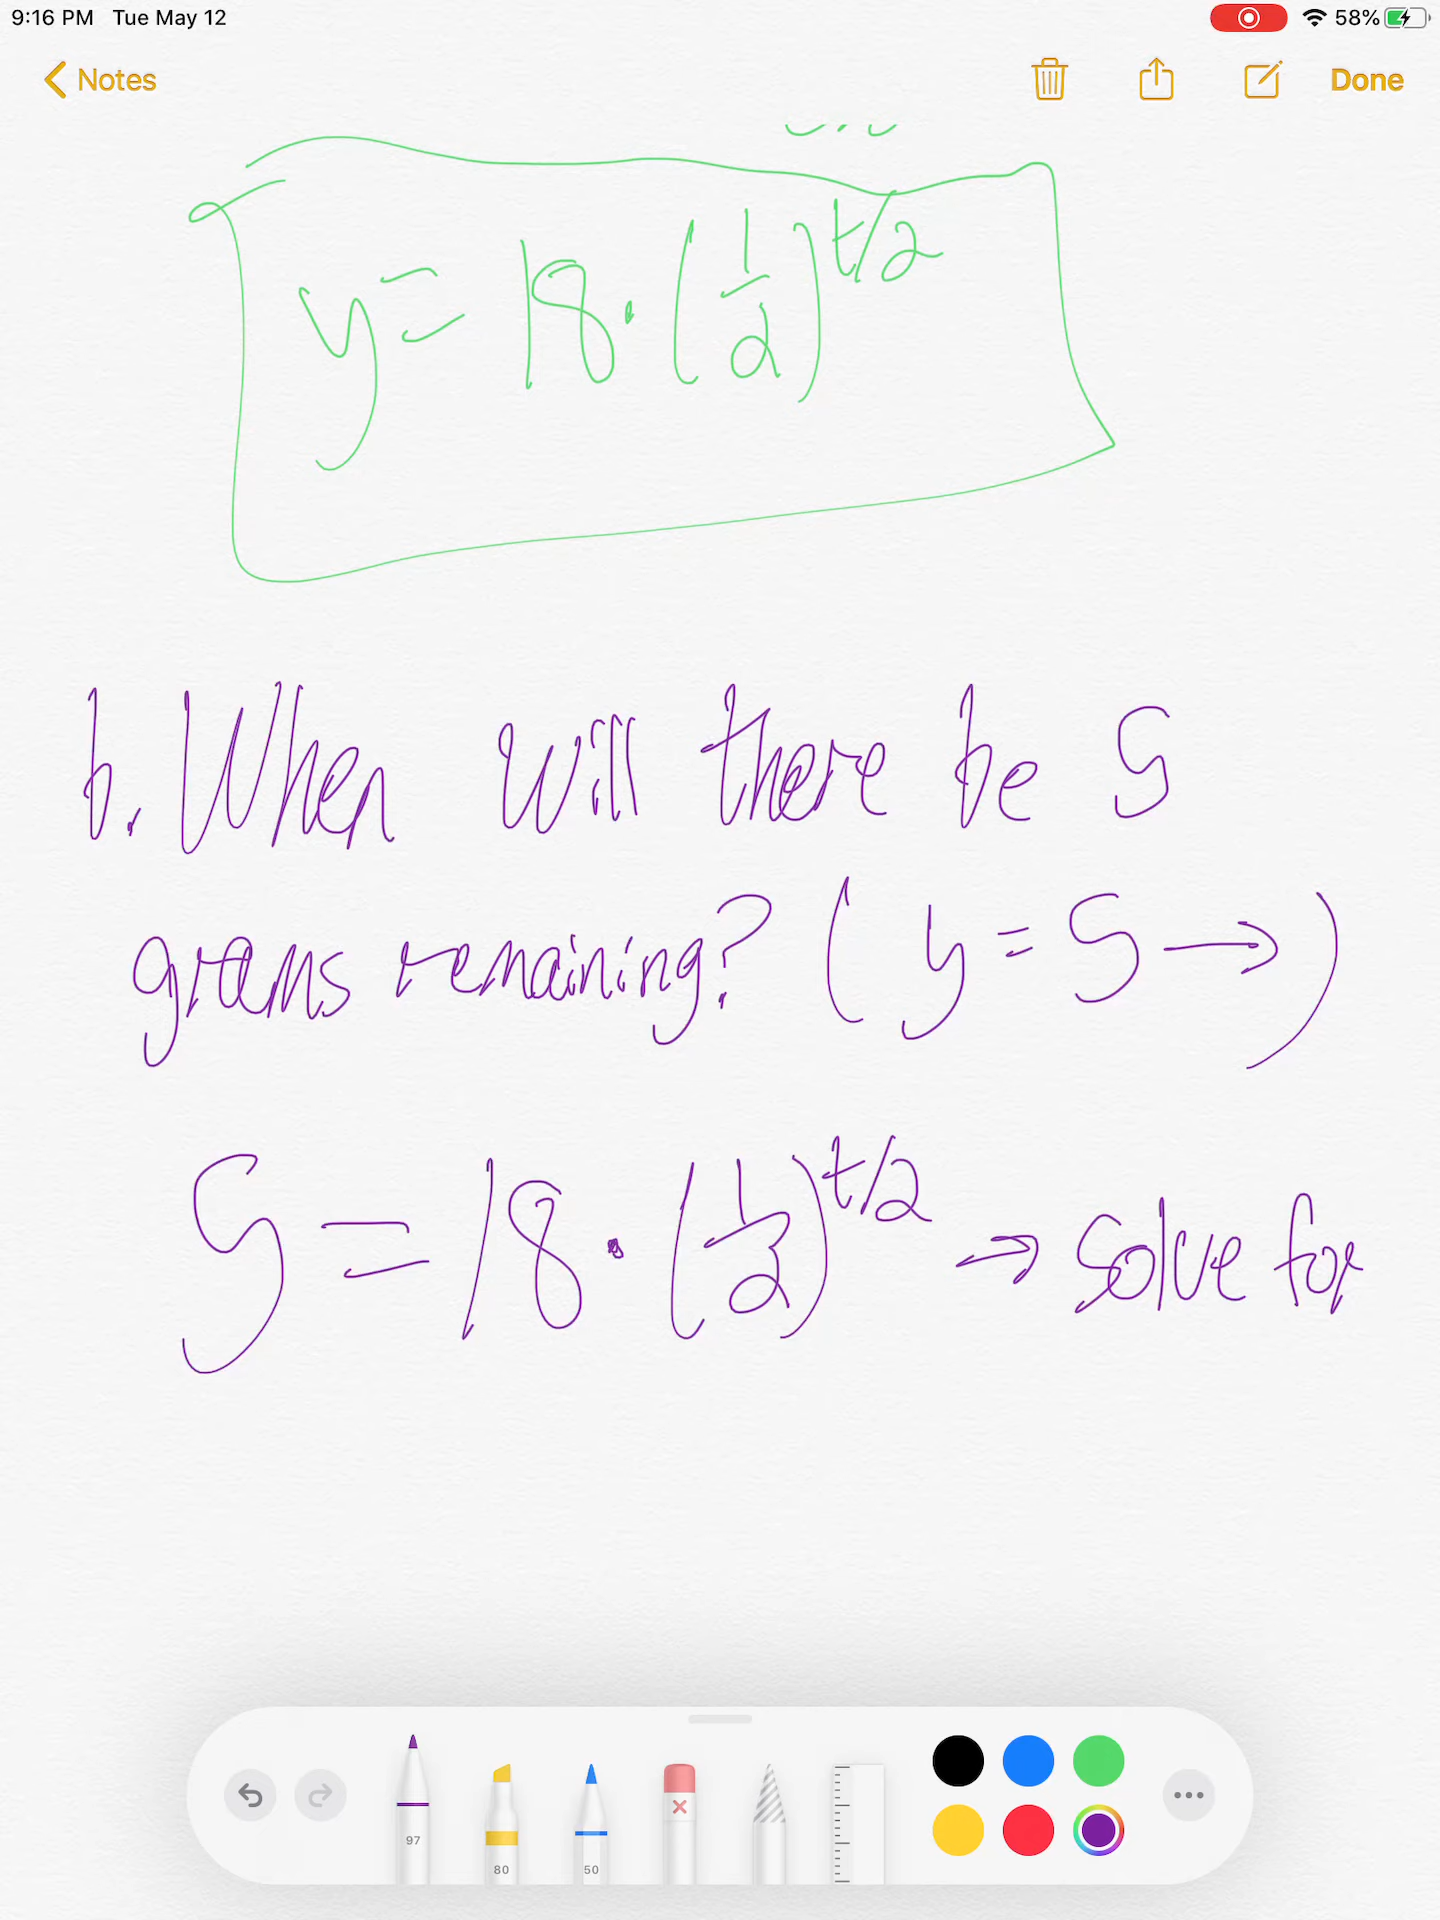 9:16 PM Tue May 12 58%
Notes Done
y = 18 · (1/2)^t/2
b. When will there be 5
grams remaining? ( y = 5 → )
5 = 18 · (1/2)^t/2 → Solve for
97 80 50